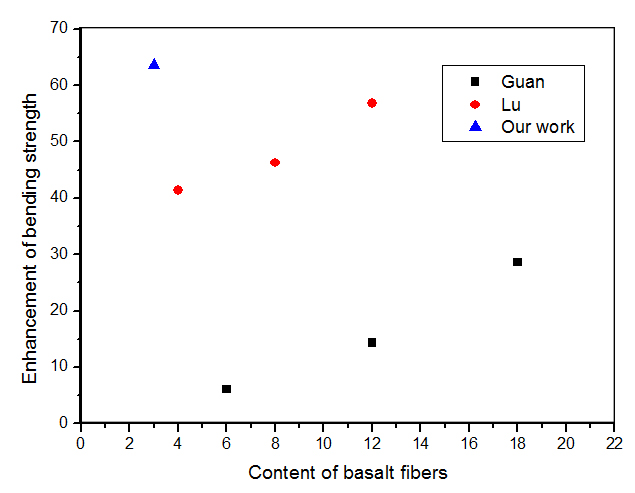 70
60
50
40
30
20
10
0
Enhancement of bending strength
Guan
Lu
Our work
0 2 4 6 8 10 12 14 16 18 20 22
Content of basalt fibers